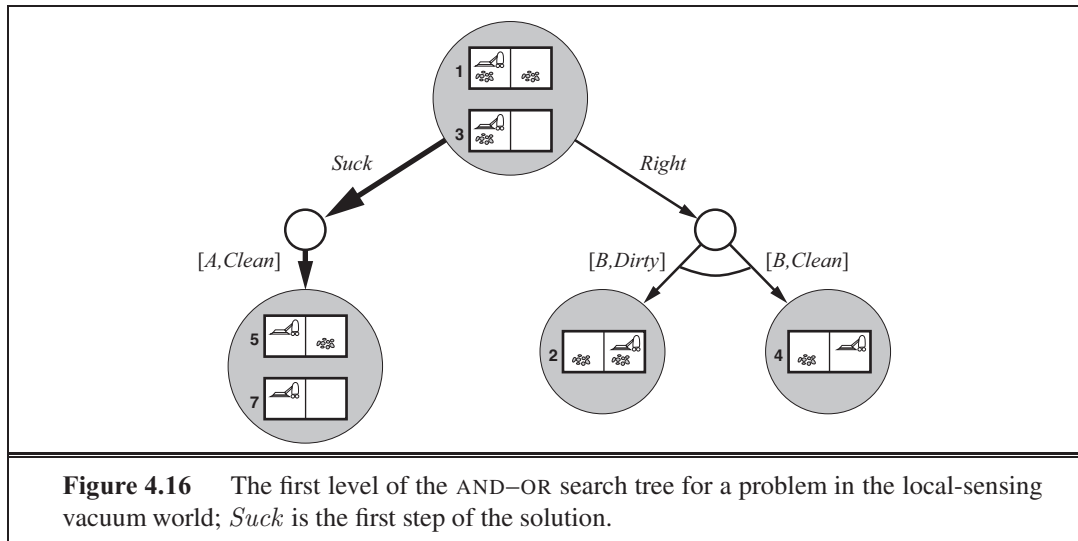 1
3
Suck
Right
[A,Clean]
[B,Dirty]
[B,Clean]
5
2
4
7
Figure 4.16 The first level of the AND–OR search tree for a problem in the local-sensing
vacuum world; Suck is the first step of the solution.